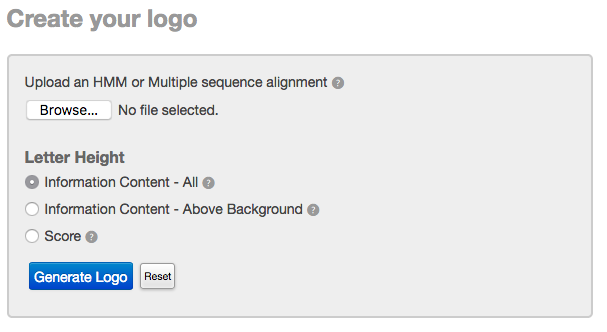 Create your logo
Upload an HMM or Multiple sequence alignment ?
Browse... No file selected.
Letter Height
Information Content - All ?
Information Content - Above Background ?
Score ?
Generate Logo Reset